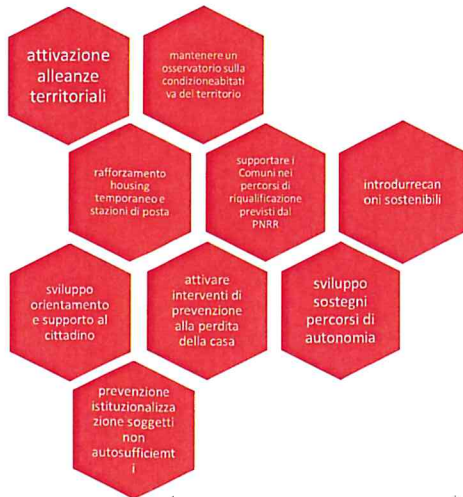 attivazione
alleanze
territoriali
mantenere un
osservatorio sulla
condizioneabitati
va del territorio
rafforzamento
housing
temporaneo e
stazioni di posta
supportare i
Comuni nei
percorsi di
riqualificazione
previsti dal
PNRR
introdurrecan
oni sostenibili
sviluppo
orientamento
e supporto al
cittadino
attivare
interventi di
prevenzione
alla perdita
della casa
sviluppo
sostegni
percorsi di
autonomia
prevenzione
istituzionalizza
zione soggetti
non
autosufficiemt
i